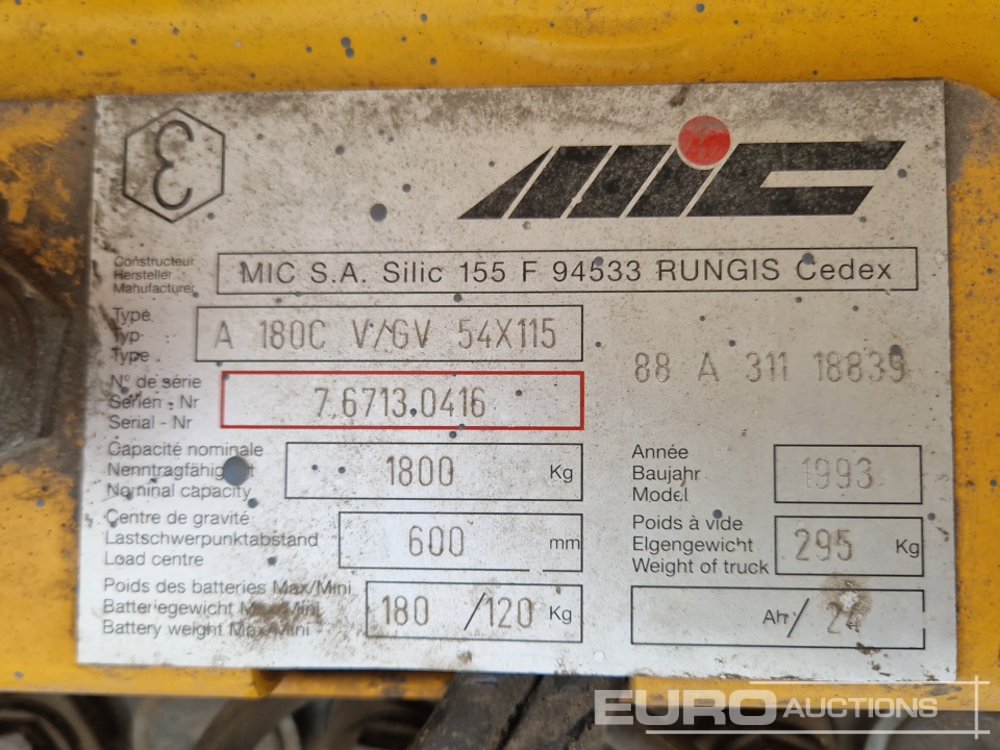 MIC
Constructeur
Hersteller
Manufacturer
MIC S.A. Silic 155 F 94533 RUNGIS Cedex
Type
Typ
Type
A 180C V/GV 54X115
88 A 311 18839
N° de série
Serien - Nr
Serial - Nr
7.6713.0416
Capacité nominale
Nenntragfähigkeit
Nominal capacity
1800 Kg
Année
Baujahr
Model
1993
Centre de gravité
Lastschwerpunktabstand
Load centre
600 mm
Poids à vide
Elgengewicht
Weight of truck
295 Kg
Poids des batteries Max/Mini
Batteriegewicht Max/Mini
Battery weight Max/Mini
180 /120 Kg
Ah/ 24
EURO AUCTIONS